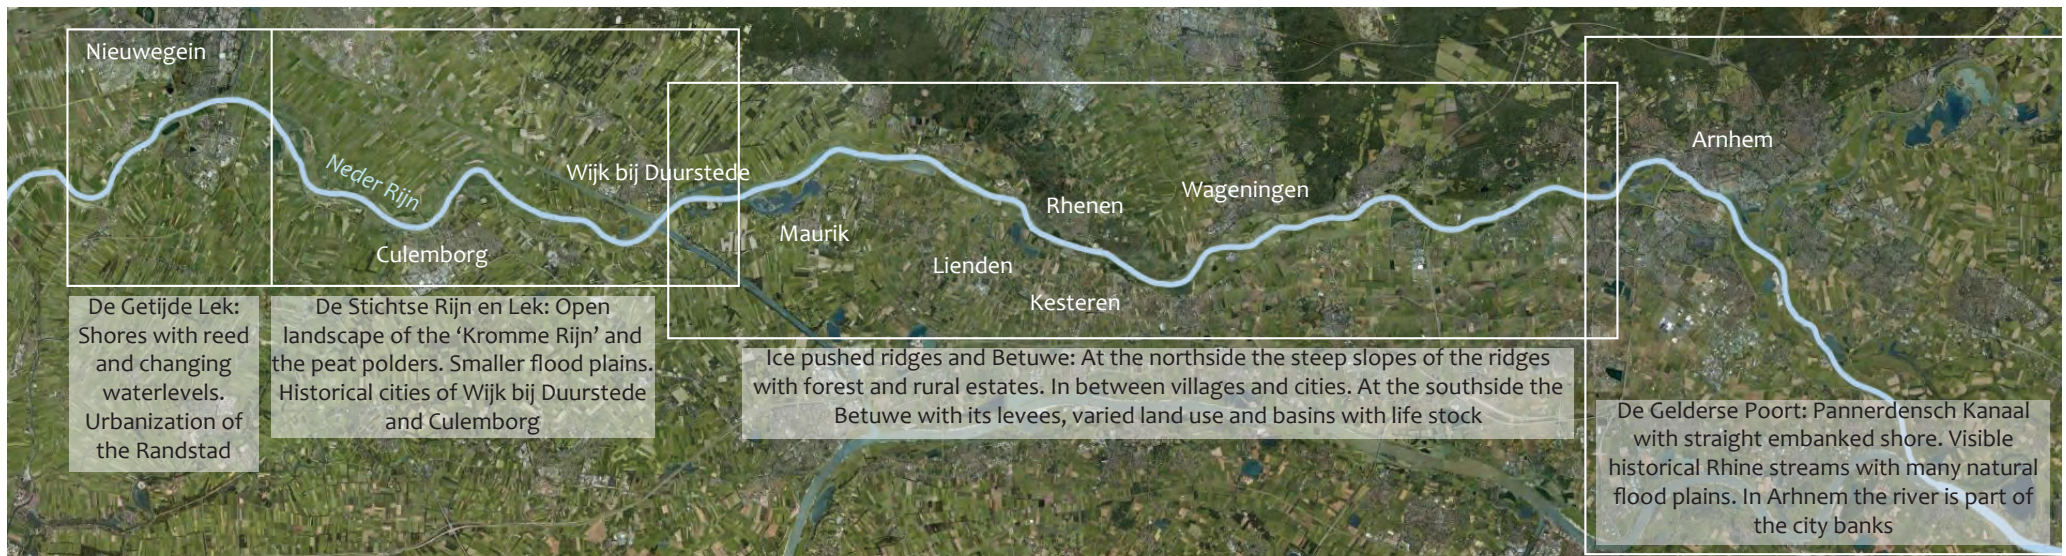 Nieuwegein
Neder Rijn
Culemborg
Wijk bij Duurstede
Maurik
Lienden
Rhenen
Kesteren
Wageningen
Arnhem
De Getijde Lek:
Shores with reed
and changing
waterlevels.
Urbanization of
the Randstad
De Stichtse Rijn en Lek: Open
landscape of the ‘Kromme Rijn’ and
the peat polders. Smaller flood plains.
Historical cities of Wijk bij Duurstede
and Culemborg
Ice pushed ridges and Betuwe: At the northside the steep slopes of the ridges
with forest and rural estates. In between villages and cities. At the southside the
Betuwe with its levees, varied land use and basins with life stock
De Gelderse Poort: Pannerdensch Kanaal
with straight embanked shore. Visible
historical Rhine streams with many natural
flood plains. In Arhnem the river is part of
the city banks